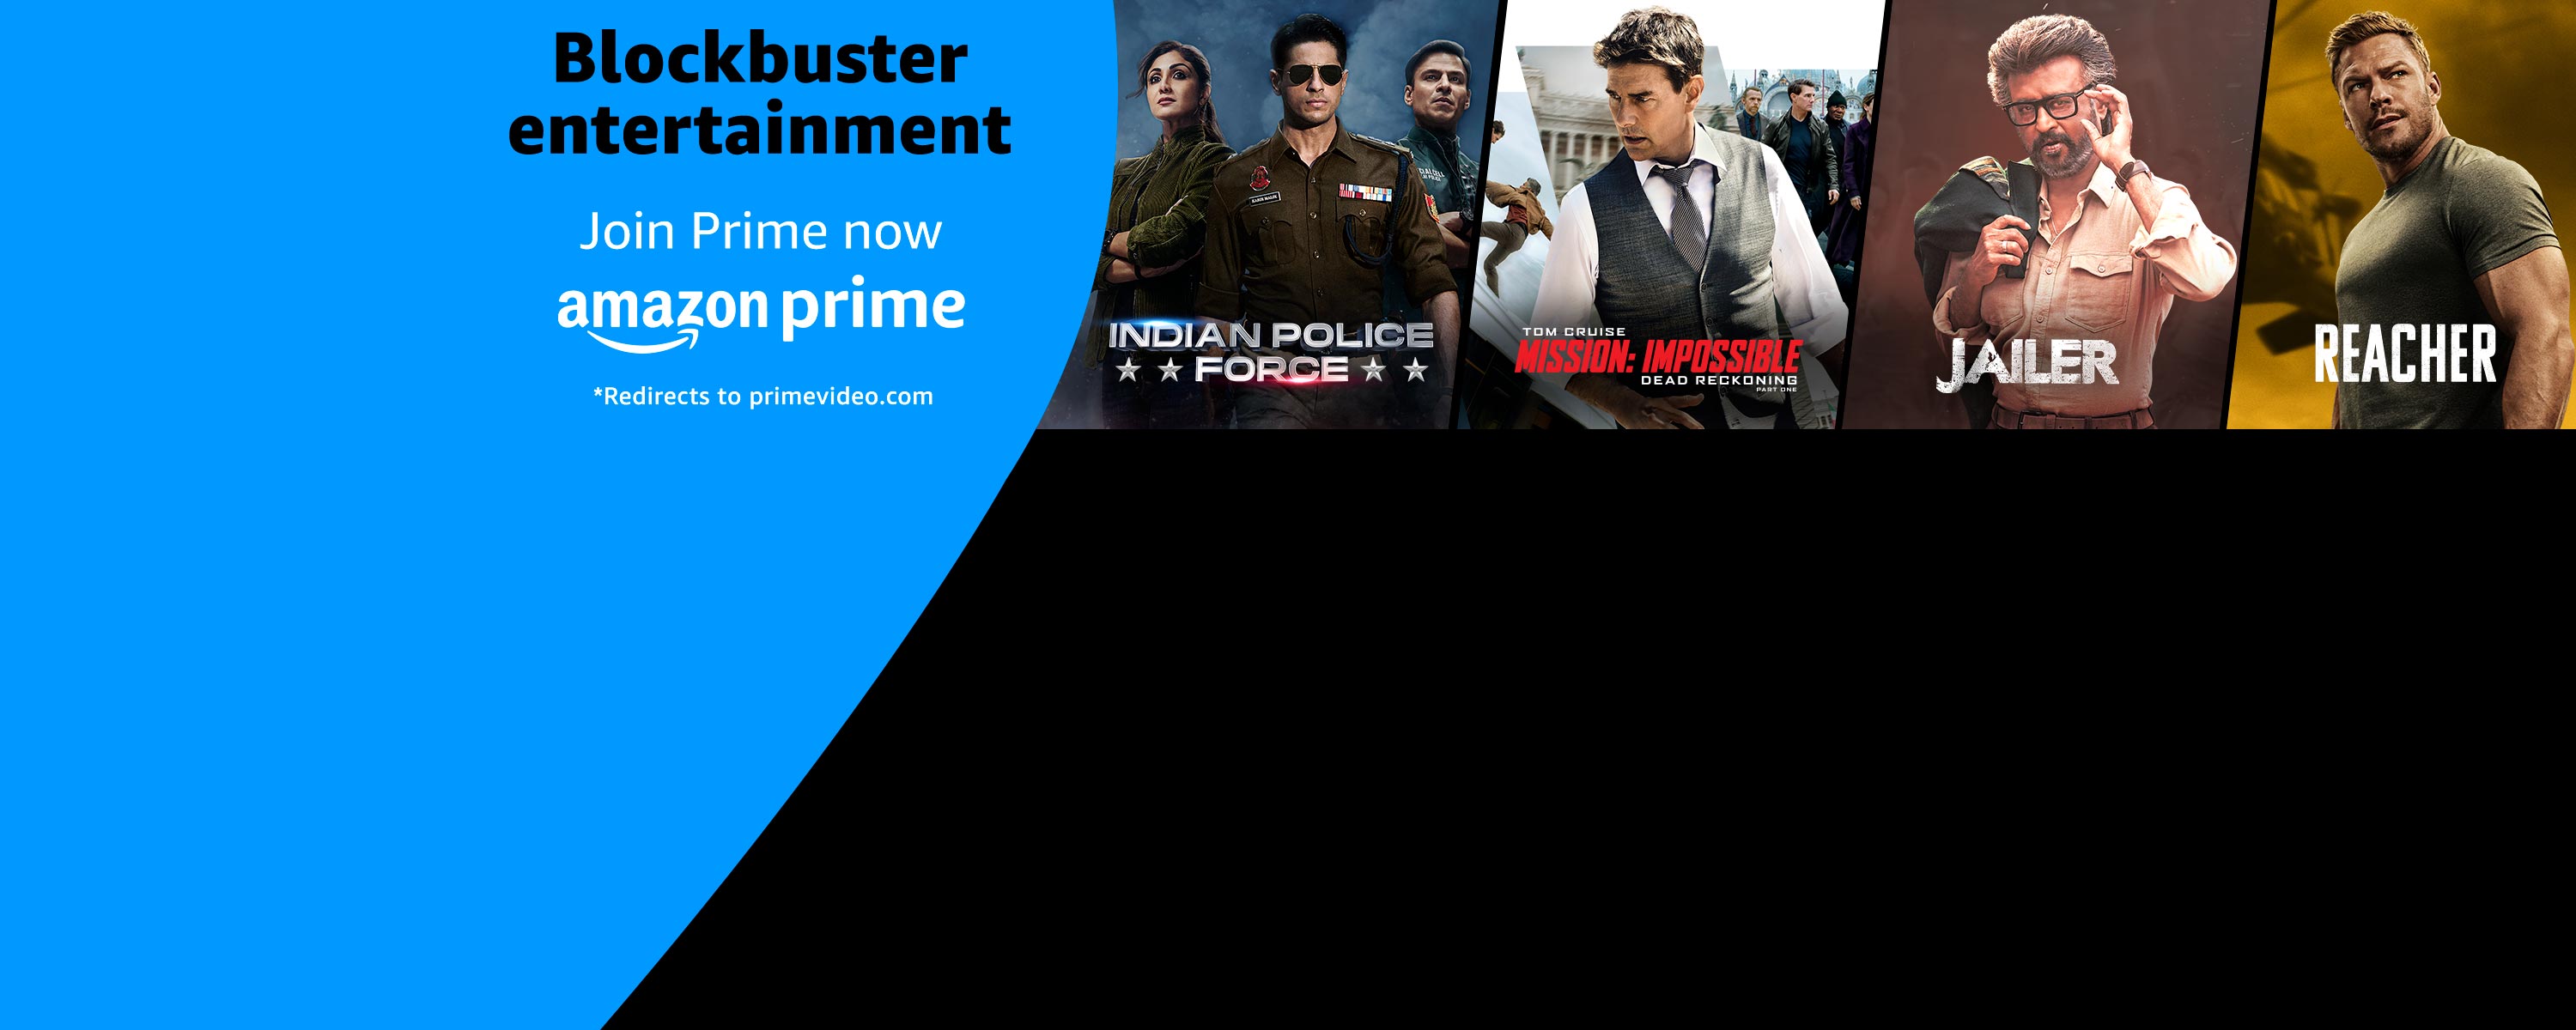 Blockbuster
entertainment
Join Prime now
amazon prime
*Redirects to primevideo.com
INDIAN POLICE
FORCE
TOM CRUISE
MISSION: IMPOSSIBLE
DEAD RECKONING
PART ONE
JAILER
REACHER